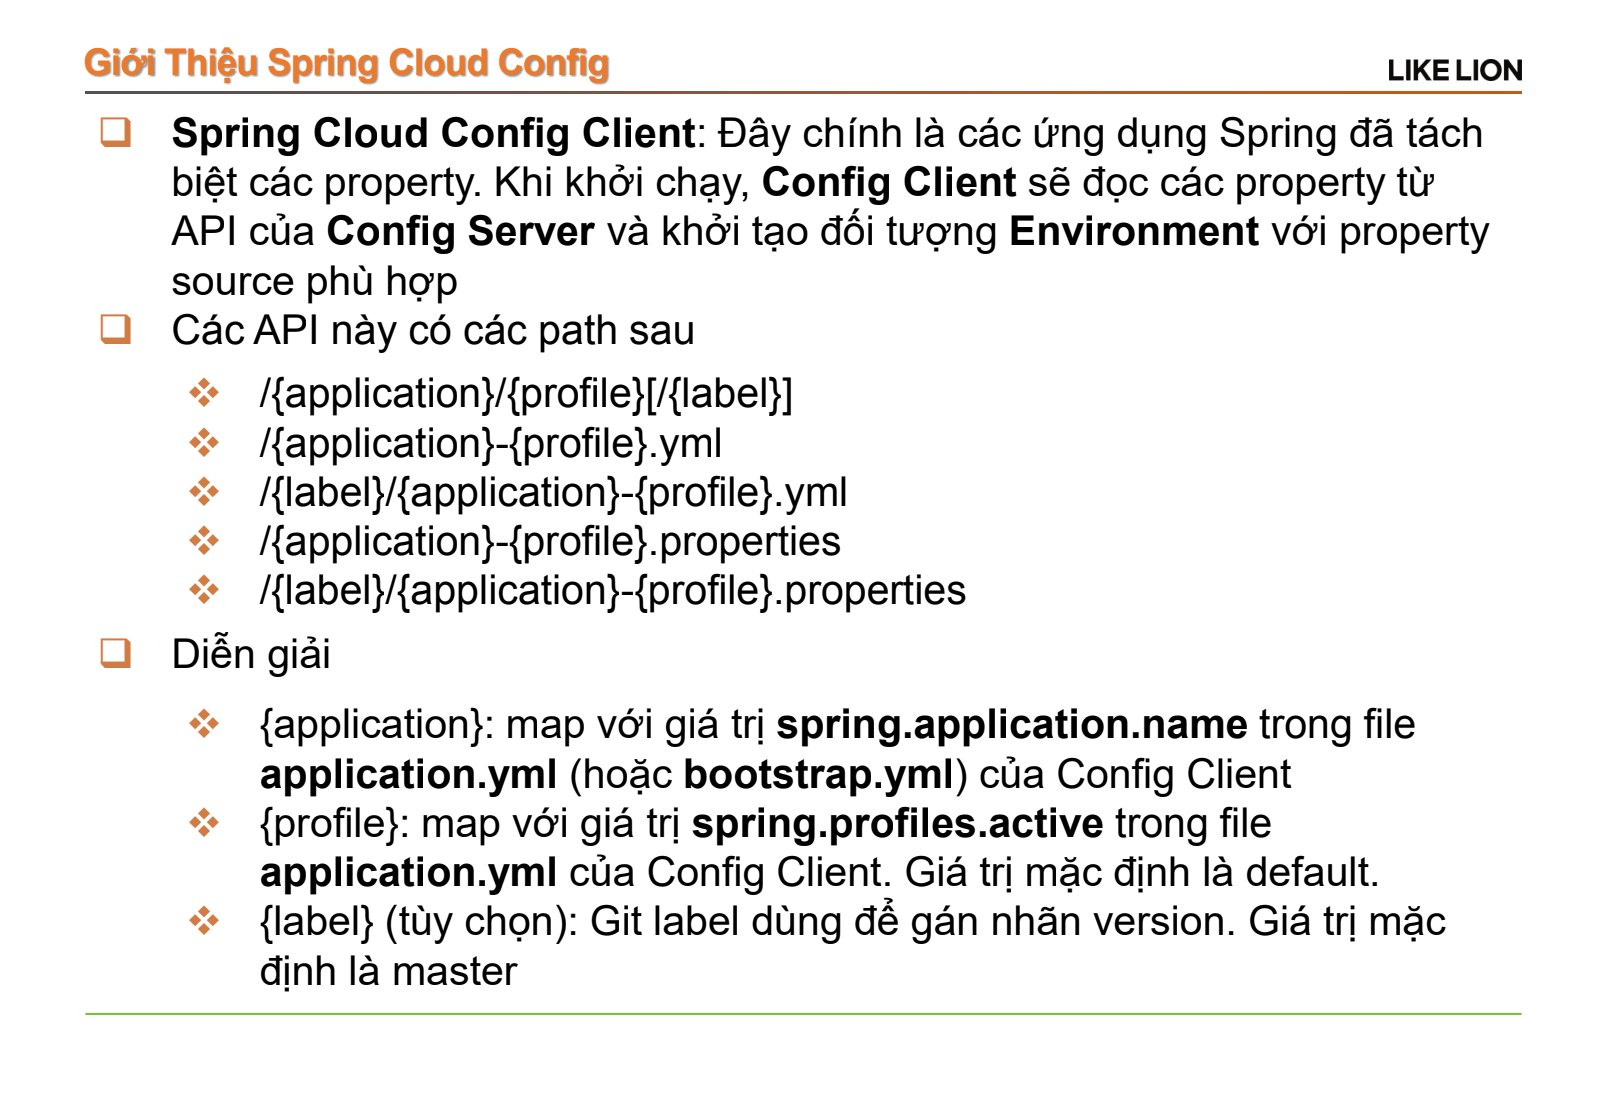 Giới Thiệu Spring Cloud Config
LIKE LION
Spring Cloud Config Client: Đây chính là các ứng dụng Spring đã tách
biệt các property. Khi khởi chạy, Config Client sẽ đọc các property từ
API của Config Server và khởi tạo đối tượng Environment với property
source phù hợp
Các API này có các path sau
/{application}/{profile}[/{label}]
/{application}-{profile}.yml
/{label}/{application}-{profile}.yml
/{application}-{profile}.properties
/{label}/{application}-{profile}.properties
Diễn giải
{application}: map với giá trị spring.application.name trong file
application.yml (hoặc bootstrap.yml) của Config Client
{profile}: map với giá trị spring.profiles.active trong file
application.yml của Config Client. Giá trị mặc định là default.
{label} (tùy chọn): Git label dùng để gán nhãn version. Giá trị mặc
định là master